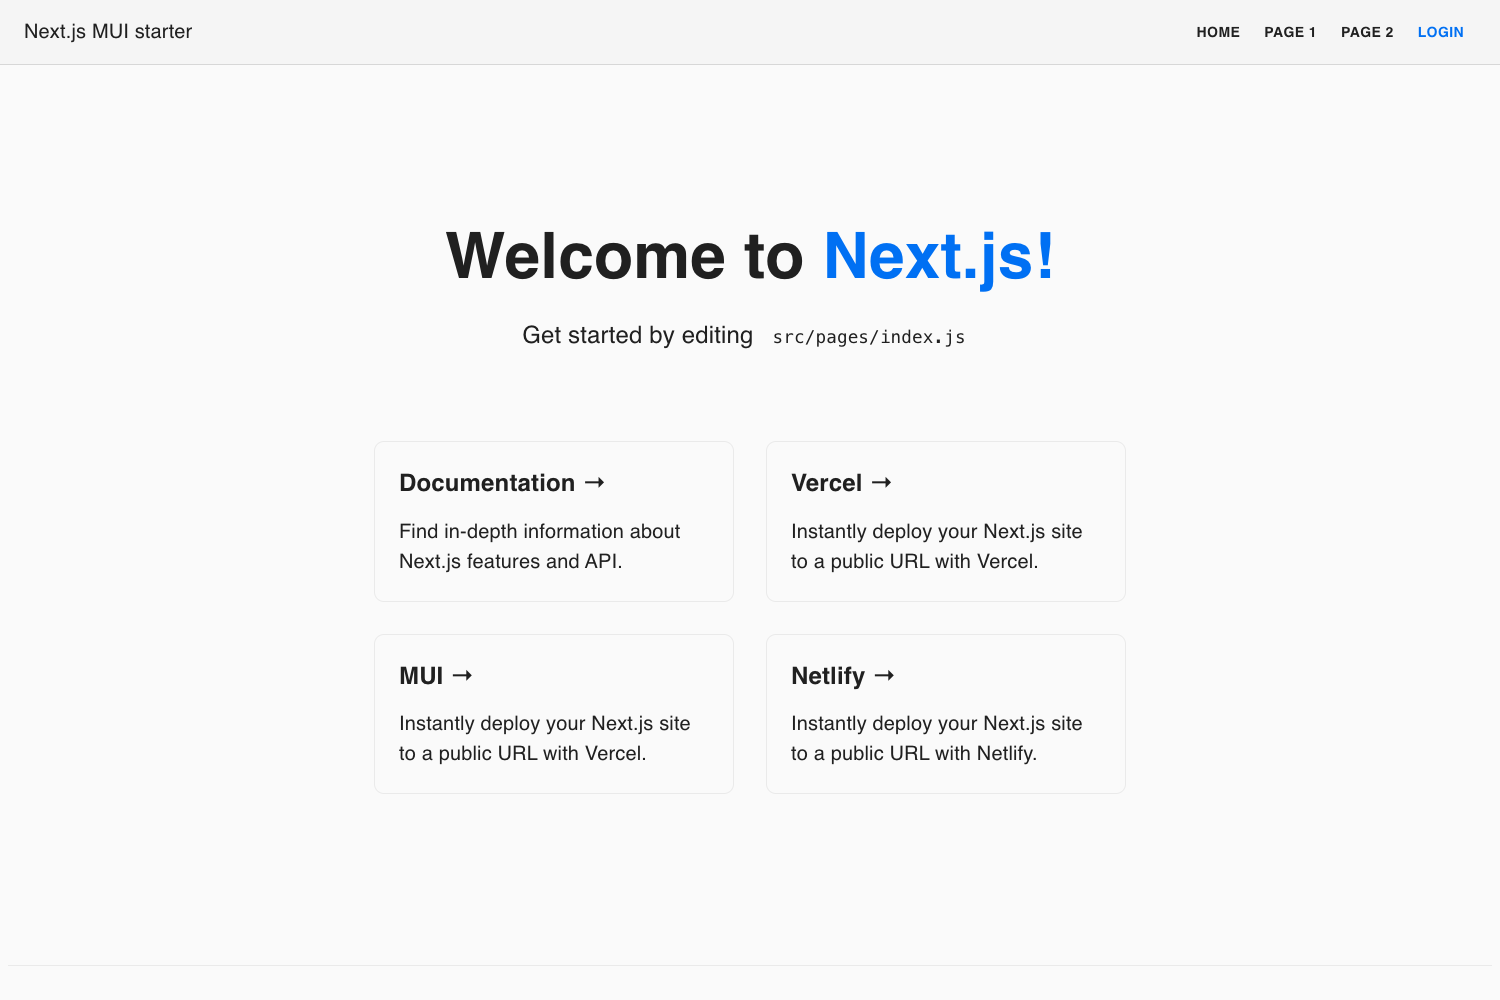 Next.js MUI starter
HOME PAGE 1 PAGE 2 LOGIN
Welcome to Next.js!
Get started by editing src/pages/index.js
Documentation →
Find in-depth information about
Next.js features and API.
Vercel →
Instantly deploy your Next.js site
to a public URL with Vercel.
MUI →
Instantly deploy your Next.js site
to a public URL with Vercel.
Netlify →
Instantly deploy your Next.js site
to a public URL with Netlify.